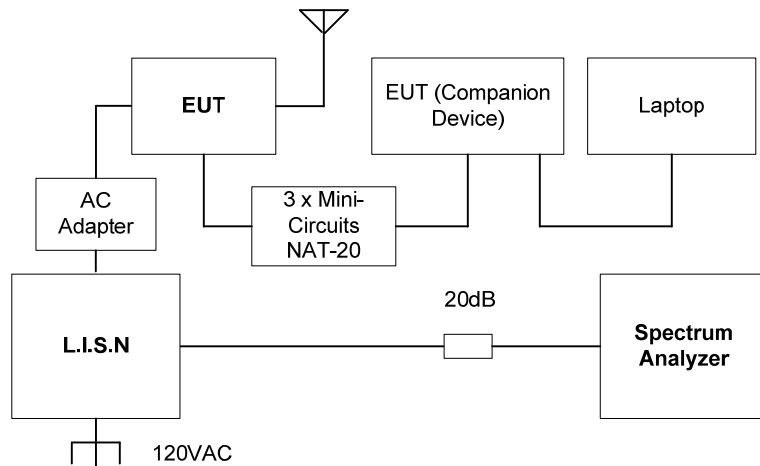 EUT
EUT (Companion
Device)
Laptop
AC
Adapter
3 x Mini-
Circuits
NAT-20
20dB
L.I.S.N
Spectrum
Analyzer
120VAC